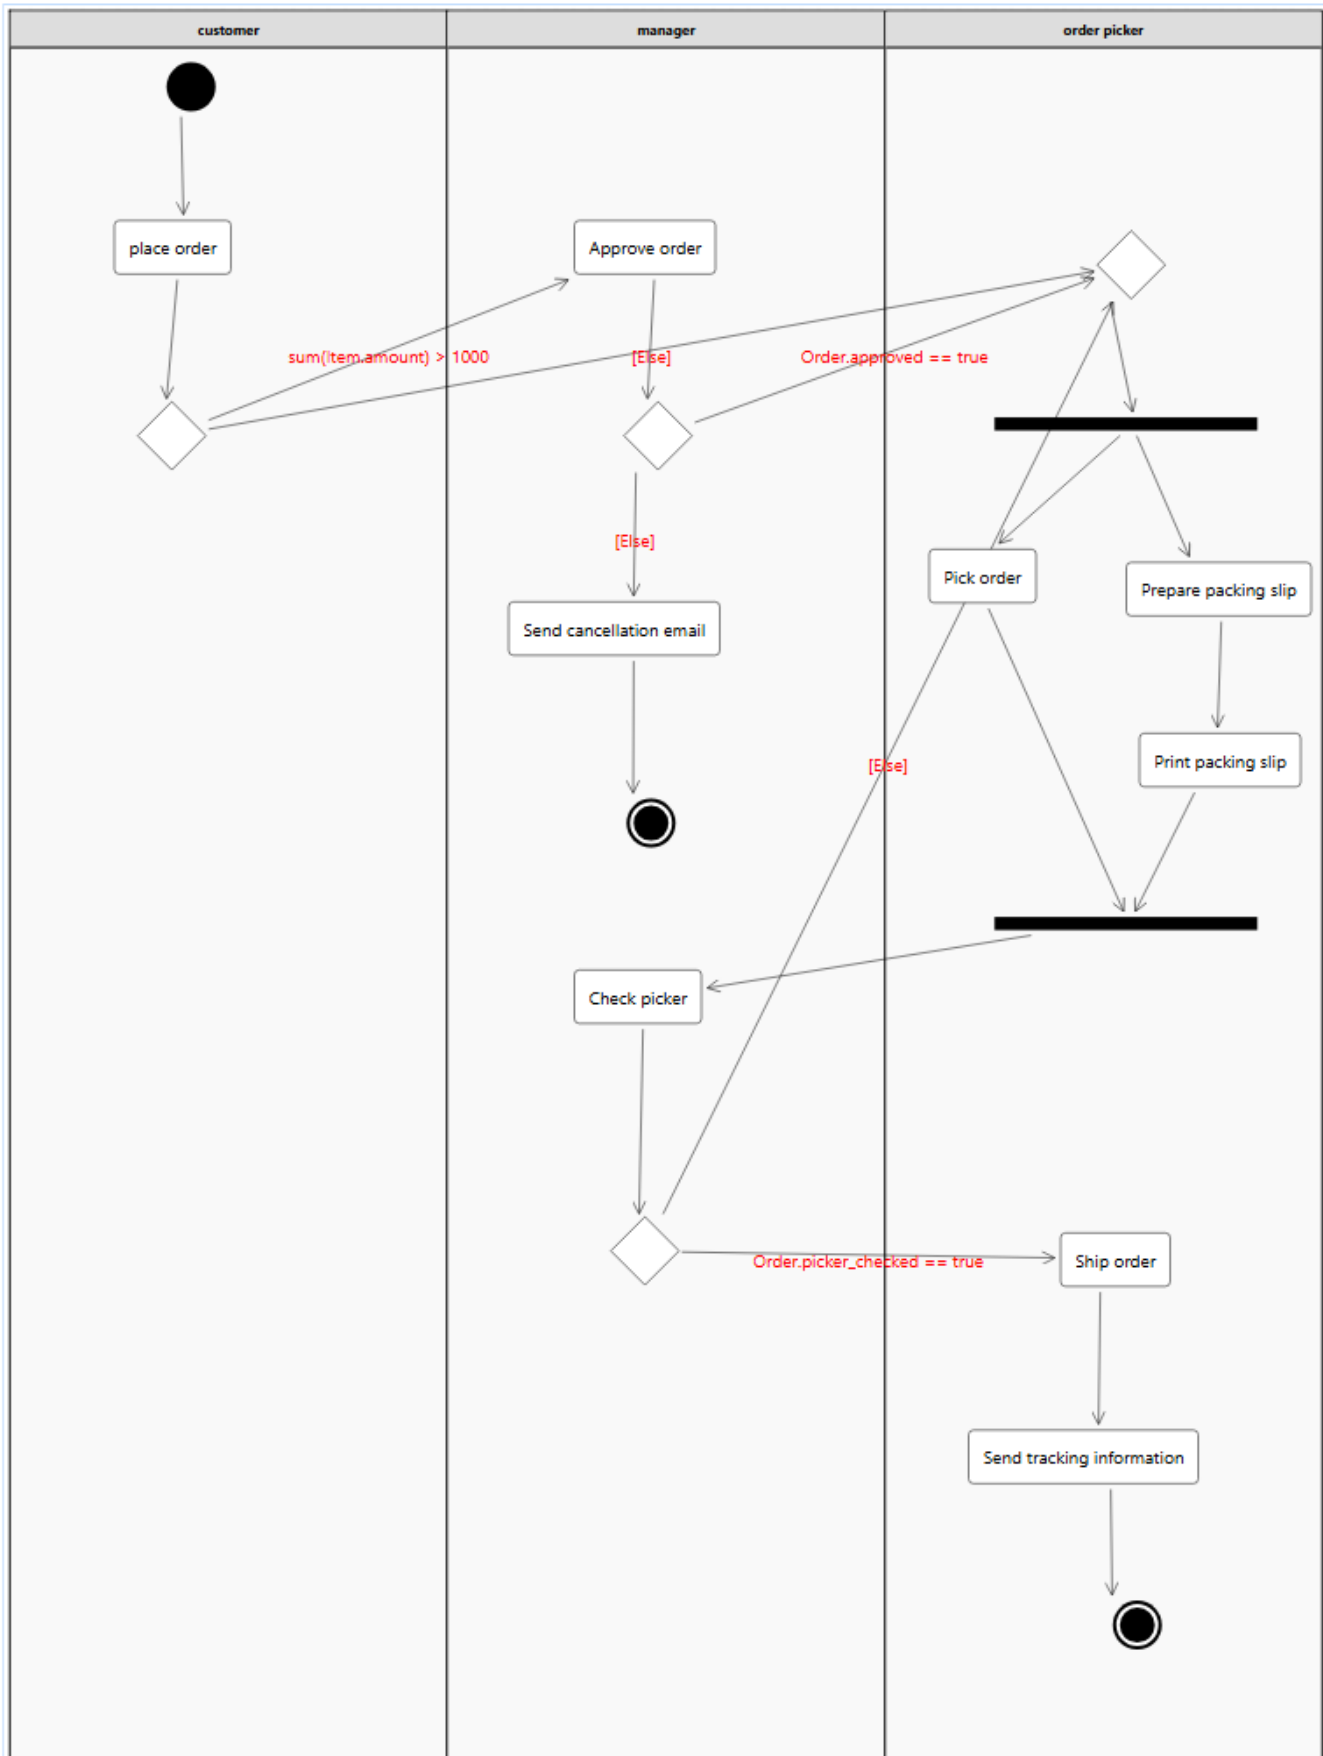 customer
manager
order picker
place order
Approve order
sum(Item.amount) > 1000
[Else]
Order.approved == true
[Else]
Pick order
Prepare packing slip
Send cancellation email
[Else]
Print packing slip
Check picker
Order.picker_checked == true
Ship order
Send tracking information